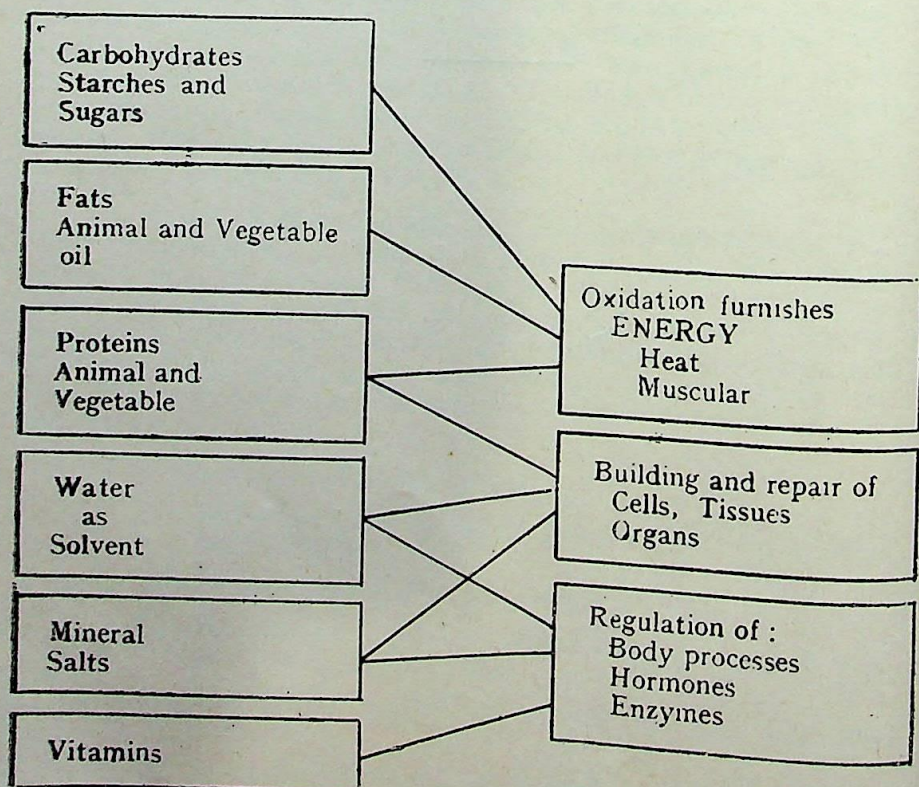 Carbohydrates
Starches and
Sugars
Fats
Animal and Vegetable
oil
Proteins
Animal and
Vegetable
Water
as
Solvent
Mineral
Salts
Vitamins
Oxidation furnishes
ENERGY
Heat
Muscular
Building and repair of
Cells, Tissues
Organs
Regulation of :
Body processes
Hormones
Enzymes